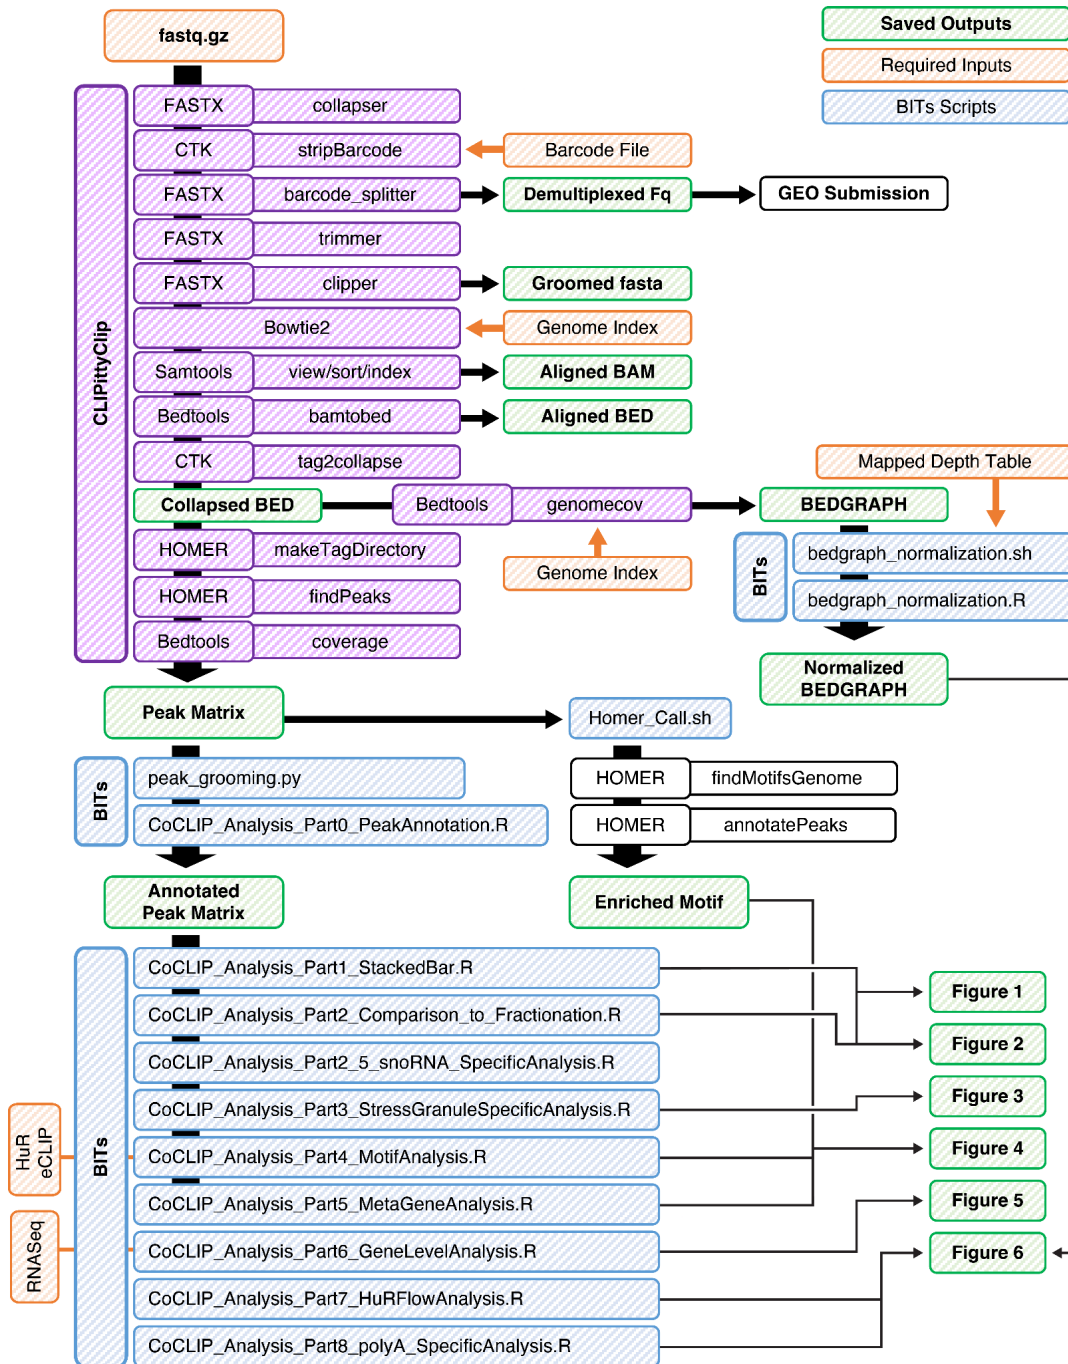 fastq.gz
Saved Outputs
Required Inputs
BITs Scripts
CLIPittyClip
FASTX collapser
CTK stripBarcode
Barcode File
FASTX barcode_splitter
Demultiplexed Fq
GEO Submission
FASTX trimmer
FASTX clipper
Groomed fasta
Bowtie2
Genome Index
Samtools view/sort/index
Aligned BAM
Bedtools bamtobed
Aligned BED
CTK tag2collapse
Mapped Depth Table
Collapsed BED
Bedtools genomecov
BEDGRAPH
HOMER makeTagDirectory
Genome Index
BITs
bedgraph_normalization.sh
bedgraph_normalization.R
HOMER findPeaks
Bedtools coverage
Normalized
BEDGRAPH
Peak Matrix
Homer_Call.sh
BITs
peak_grooming.py
CoCLIP_Analysis_Part0_PeakAnnotation.R
HOMER findMotifsGenome
HOMER annotatePeaks
Annotated
Peak Matrix
Enriched Motif
BITs
CoCLIP_Analysis_Part1_StackedBar.R
CoCLIP_Analysis_Part2_Comparison_to_Fractionation.R
CoCLIP_Analysis_Part2_5_snoRNA_SpecificAnalysis.R
CoCLIP_Analysis_Part3_StressGranuleSpecificAnalysis.R
CoCLIP_Analysis_Part4_MotifAnalysis.R
CoCLIP_Analysis_Part5_MetaGeneAnalysis.R
CoCLIP_Analysis_Part6_GeneLevelAnalysis.R
CoCLIP_Analysis_Part7_HuRFlowAnalysis.R
CoCLIP_Analysis_Part8_polyA_SpecificAnalysis.R
HuR
eCLIP
RNASeq
Figure 1
Figure 2
Figure 3
Figure 4
Figure 5
Figure 6